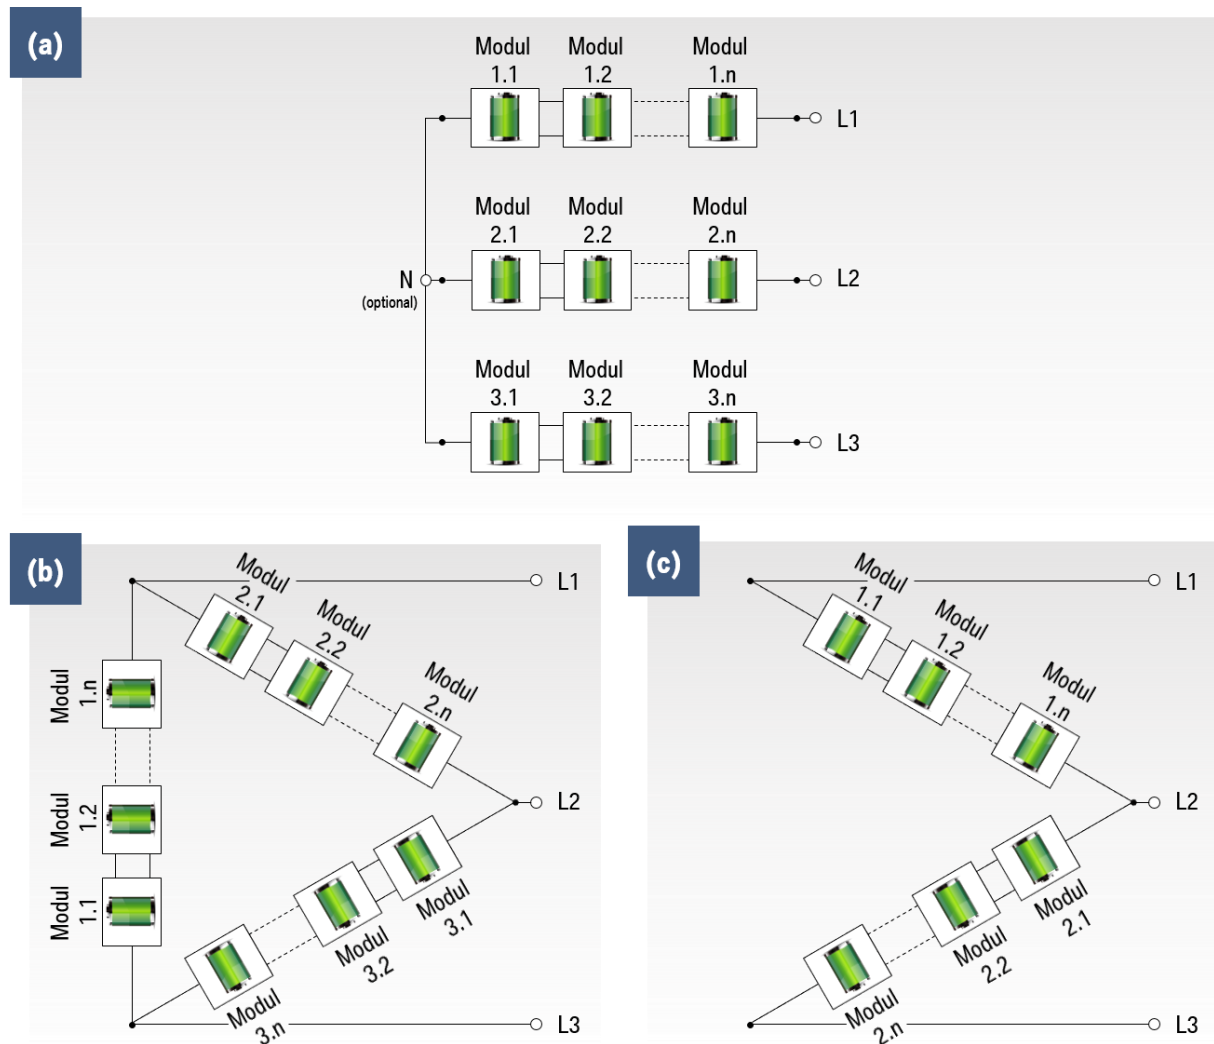 (a)
Modul
1.1
Modul
1.2
Modul
1.n
L1
Modul
2.1
Modul
2.2
Modul
2.n
N
(optional)
L2
Modul
3.1
Modul
3.2
Modul
3.n
L3
(b)
Modul
2.1
Modul
2.2
Modul
2.n
L1
Modul
1.n
Modul
1.2
Modul
1.1
L2
Modul
3.1
Modul
3.2
Modul
3.n
L3
(c)
Modul
1.1
Modul
1.2
Modul
1.n
L1
L2
Modul
2.1
Modul
2.2
Modul
2.n
L3